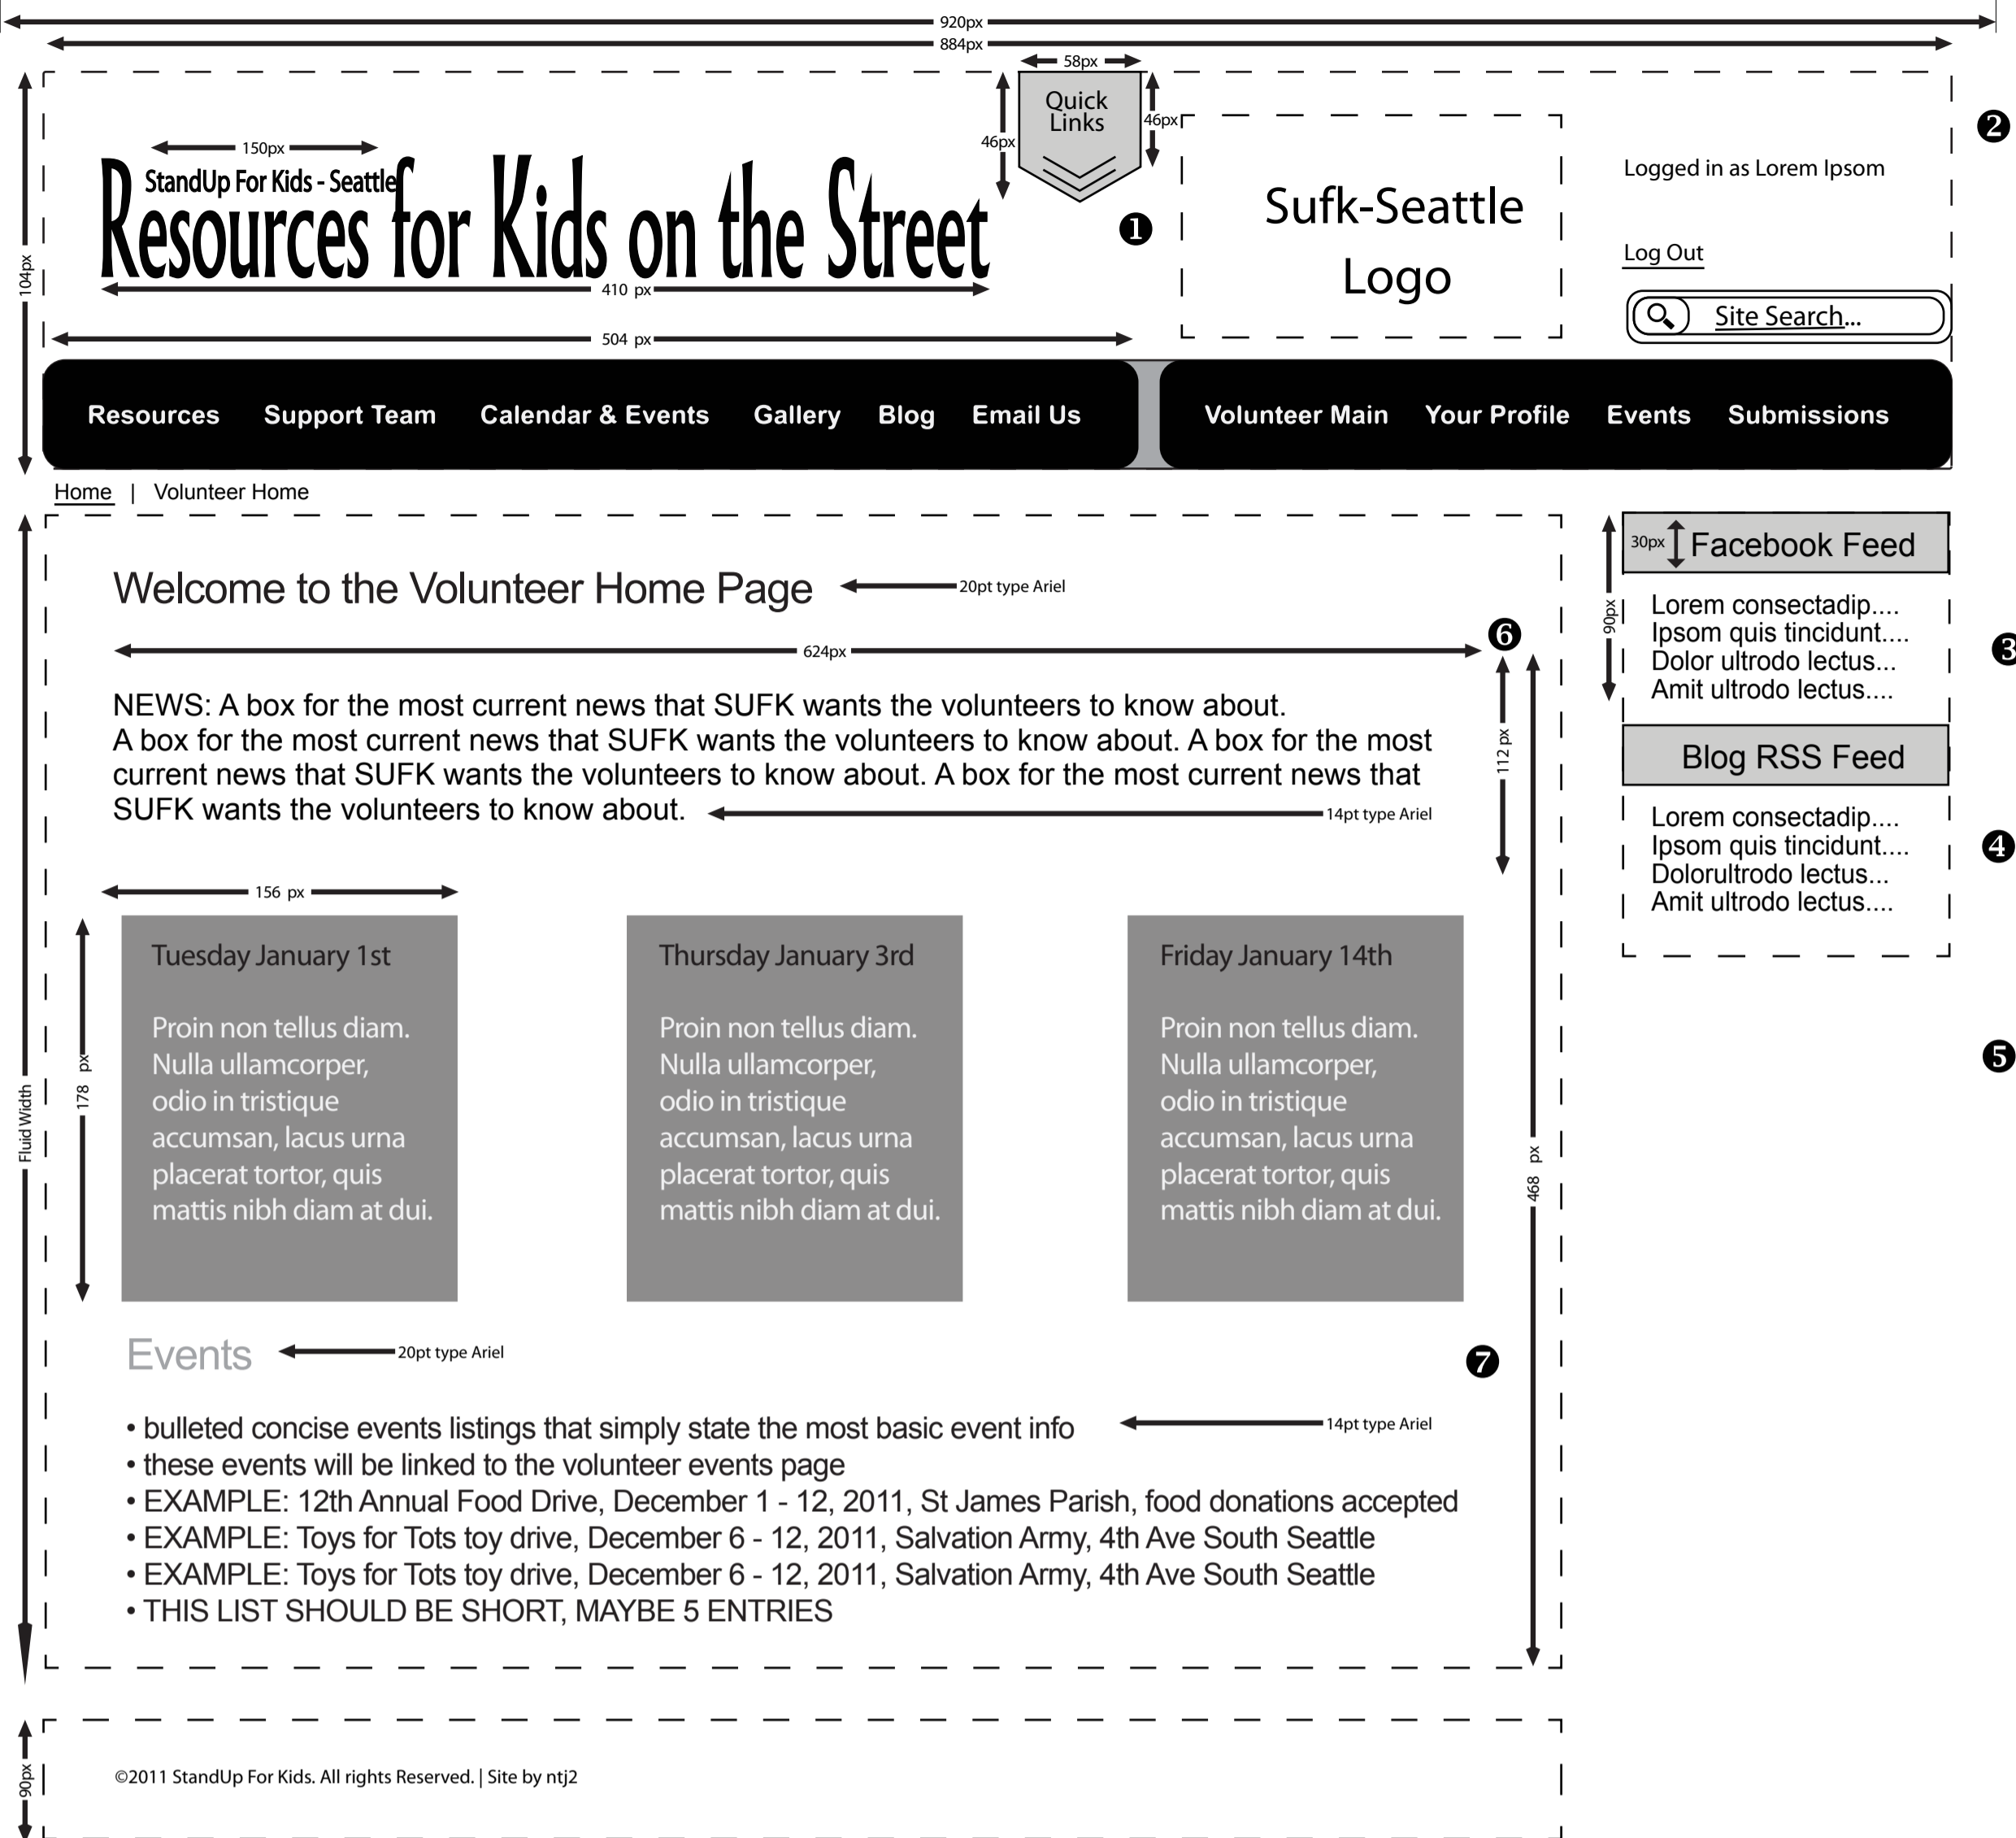 920px
884px
58px
Quick
Links
46px
46px
❷
150px
StandUp For Kids - Seattle
Resources for Kids on the Street
❶
Sufk-Seattle
Logo
Logged in as Lorem Ipsom
Log Out
Site Search...
104px
410 px
504 px
Resources Support Team Calendar & Events Gallery Blog Email Us Volunteer Main Your Profile Events Submissions
Home | Volunteer Home
Welcome to the Volunteer Home Page
20pt type Ariel
624px
❻
NEWS: A box for the most current news that SUFK wants the volunteers to know about.
A box for the most current news that SUFK wants the volunteers to know about. A box for the most
current news that SUFK wants the volunteers to know about. A box for the most current news that
SUFK wants the volunteers to know about.
14pt type Ariel
112 px
30px
Facebook Feed
90px
Lorem consectadip....
Ipsom quis tincidunt....
Dolor ultrodo lectus...
Amit ultrodo lectus....
❸
Blog RSS Feed
Lorem consectadip....
Ipsom quis tincidunt....
Dolorultrodo lectus...
Amit ultrodo lectus....
❹
❺
156 px
178 px
Fluid Width
Tuesday January 1st
Proin non tellus diam.
Nulla ullamcorper,
odio in tristique
accumsan, lacus urna
placerat tortor, quis
mattis nibh diam at dui.
Thursday January 3rd
Proin non tellus diam.
Nulla ullamcorper,
odio in tristique
accumsan, lacus urna
placerat tortor, quis
mattis nibh diam at dui.
Friday January 14th
Proin non tellus diam.
Nulla ullamcorper,
odio in tristique
accumsan, lacus urna
placerat tortor, quis
mattis nibh diam at dui.
468 px
Events
20pt type Ariel
❼
• bulleted concise events listings that simply state the most basic event info
14pt type Ariel
• these events will be linked to the volunteer events page
• EXAMPLE: 12th Annual Food Drive, December 1 - 12, 2011, St James Parish, food donations accepted
• EXAMPLE: Toys for Tots toy drive, December 6 - 12, 2011, Salvation Army, 4th Ave South Seattle
• EXAMPLE: Toys for Tots toy drive, December 6 - 12, 2011, Salvation Army, 4th Ave South Seattle
• THIS LIST SHOULD BE SHORT, MAYBE 5 ENTRIES
90px
©2011 StandUp For Kids. All rights Reserved. | Site by ntj2